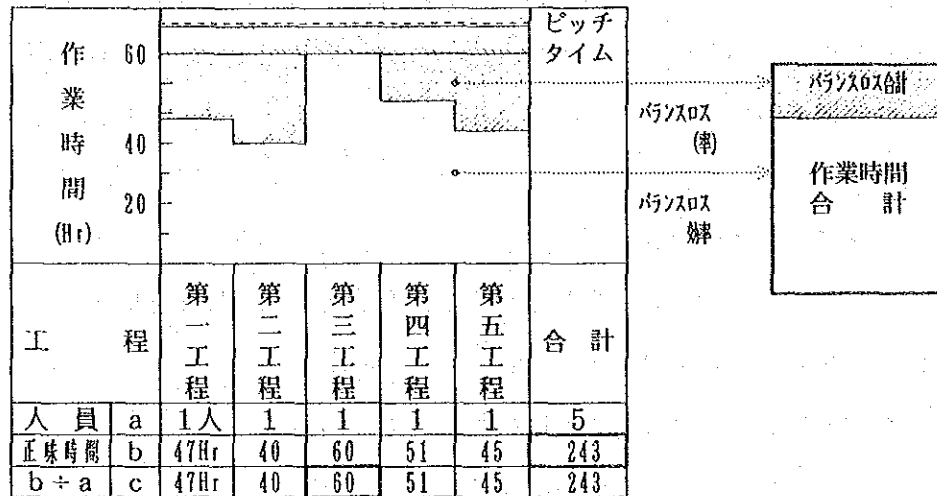 ピッチ
タイム
作業時間
(Hr)
60
40
20
バランスロス
(率)
バランスロス
効率
バランスロス合計
作業時間
合 計
工 程
第一工程
第二工程
第三工程
第四工程
第五工程
合 計
人 員 a 1人 1 1 1 1 5
正味時間 b 47Hr 40 60 51 45 243
b÷a c 47Hr 40 60 51 45 243